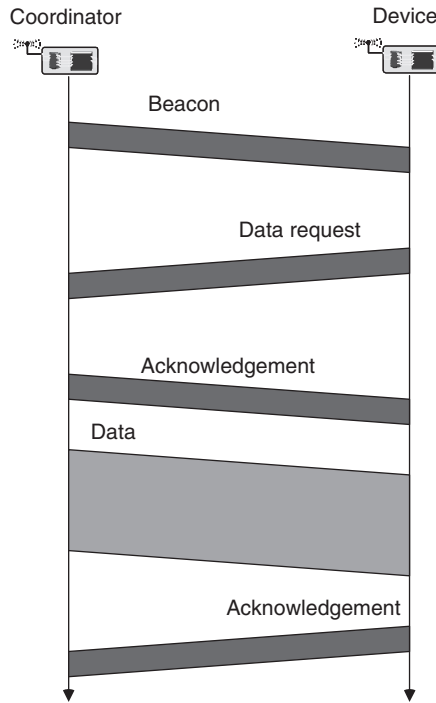 Coordinator
Device
Beacon
Data request
Acknowledgement
Data
Acknowledgement